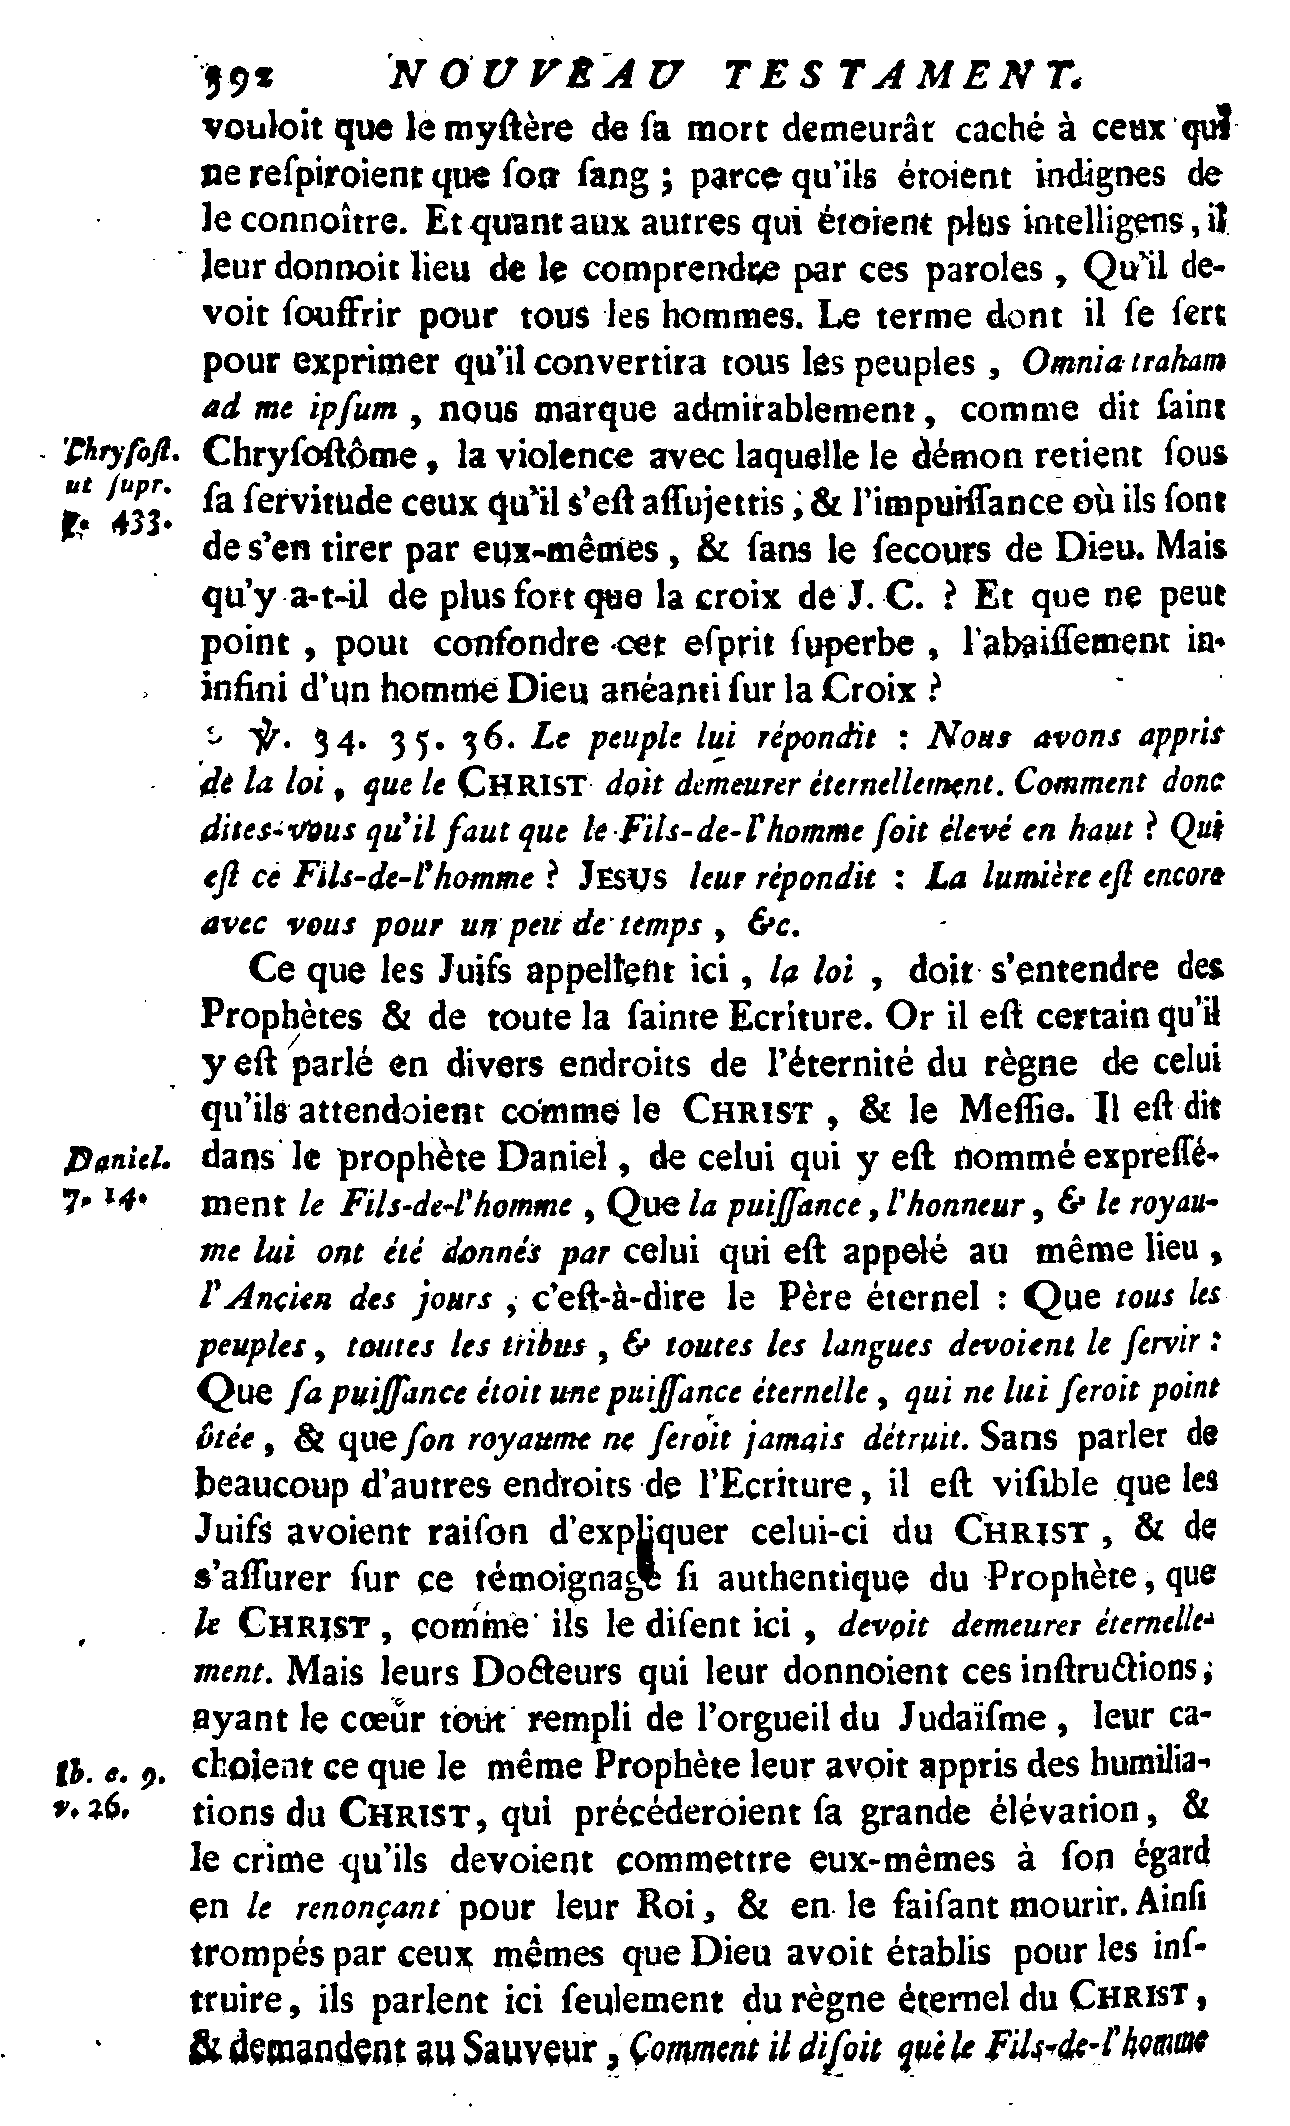 392 NOUVEAU TESTAMENT.
vouloit que le myſtère de ſa mort demeurât caché à ceux qui
ne reſpiroient que ſon ſang ; parce qu'ils étoient indignes de
le connoître. Et quant aux autres qui étoient plus intelligens, il
leur donnoit lieu de le comprendre par ces paroles, Qu'il de-
voit ſouffrir pour tous les hommes. Le terme dont il ſe ſert
pour exprimer qu'il convertira tous les peuples, Omnia traham
ad me ipſum, nous marque admirablement, comme dit ſaint
Chryſoſt. Chryſoſtôme, la violence avec laquelle le démon retient ſous
ut ſupr.
ſa ſervitude ceux qu'il s'eſt aſſujettis, & l'impuiſſance où ils ſont
p. 433.
de s'en tirer par eux-mêmes, & ſans le ſecours de Dieu. Mais
qu'y a-t-il de plus fort que la croix de J. C. ? Et que ne peut
point, pour confondre cet eſprit ſuperbe, l'abaiſſement in-
infini d'un homme Dieu anéanti ſur la Croix ?
℣. 34. 35. 36. Le peuple lui répondit : Nous avons appris
de la loi, que le CHRIST doit demeurer éternellement. Comment donc
dites-vous qu'il faut que le Fils-de-l'homme ſoit élevé en haut ? Qui
eſt ce Fils-de-l'homme ? JESUS leur répondit : La lumière eſt encore
avec vous pour un peu de temps, &c.
Ce que les Juifs appellent ici, la loi, doit s'entendre des
Prophètes & de toute la ſainte Ecriture. Or il eſt certain qu'il
y eſt parlé en divers endroits de l'éternité du règne de celui
qu'ils attendoient comme le CHRIST, & le Meſſie. Il eſt dit
Daniel. dans le prophète Daniel, de celui qui y eſt nommé expreſſé-
7. 14. ment le Fils-de-l'homme, Que la puiſſance, l'honneur, & le royau-
me lui ont été donnés par celui qui eſt appelé au même lieu,
l'Ancien des jours, c'eſt-à-dire le Père éternel : Que tous les
peuples, toutes les tribus, & toutes les langues devoient le ſervir :
Que ſa puiſſance étoit une puiſſance éternelle, qui ne lui ſeroit point
ôtée, & que ſon royaume ne ſeroit jamais détruit. Sans parler de
beaucoup d'autres endroits de l'Ecriture, il eſt viſible que les
Juifs avoient raiſon d'expliquer celui-ci du CHRIST, & de
s'aſſurer ſur ce témoignage ſi authentique du Prophète, que
le CHRIST, comme ils le diſent ici, devoit demeurer éternelle-
ment. Mais leurs Docteurs qui leur donnoient ces inſtructions,
ayant le cœur tout rempli de l'orgueil du Judaïſme, leur ca-
Ib. c. 9. choient ce que le même Prophète leur avoit appris des humilia-
v. 26. tions du CHRIST, qui précéderoient ſa grande élévation, &
le crime qu'ils devoient commettre eux-mêmes à ſon égard
en le renonçant pour leur Roi, & en le faiſant mourir. Ainſi
trompés par ceux mêmes que Dieu avoit établis pour les inſ-
truire, ils parlent ici ſeulement du règne éternel du CHRIST,
& demandent au Sauveur, Comment il diſoit que le Fils-de-l'homme